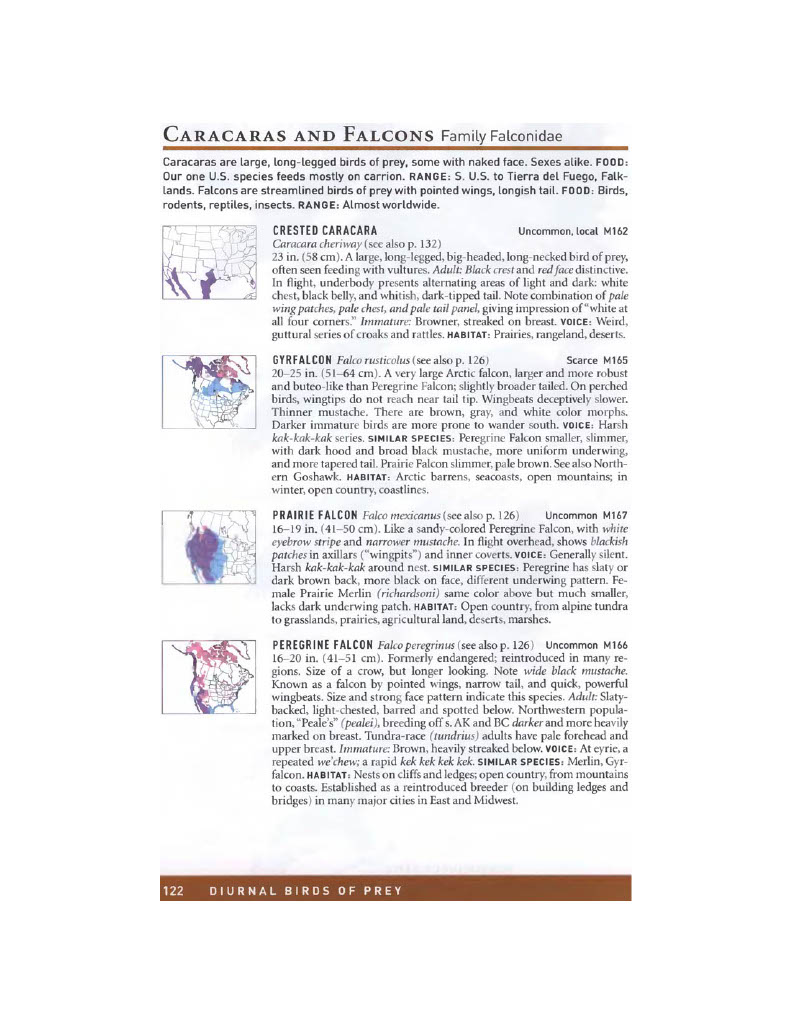 CARACARAS AND FALCONS Family Falconidae
Caracaras are large, long-legged birds of prey, some with naked face. Sexes alike. FOOD:
Our one U.S. species feeds mostly on carrion. RANGE: S. U.S. to Tierra del Fuego, Falk-
lands. Falcons are streamlined birds of prey with pointed wings, longish tail. FOOD: Birds,
rodents, reptiles, insects. RANGE: Almost worldwide.
CRESTED CARACARA Uncommon, local M162
Caracara cheriway (see also p. 132)
23 in. (58 cm). A large, long-legged, big-headed, long-necked bird of prey,
often seen feeding with vultures. Adult: Black crest and red face distinctive.
In flight, underbody presents alternating areas of light and dark: white
chest, black belly, and whitish, dark-tipped tail. Note combination of pale
wing patches, pale chest, and pale tail panel, giving impression of "white at
all four corners." Immature: Browner, streaked on breast. VOICE: Weird,
guttural series of croaks and rattles. HABITAT: Prairies, rangeland, deserts.
GYRFALCON Falco rusticolus (see also p. 126) Scarce M165
20–25 in. (51–64 cm). A very large Arctic falcon, larger and more robust
and buteo-like than Peregrine Falcon; slightly broader tailed. On perched
birds, wingtips do not reach near tail tip. Wingbeats deceptively slower.
Thinner mustache. There are brown, gray, and white color morphs.
Darker immature birds are more prone to wander south. VOICE: Harsh
kak-kak-kak series. SIMILAR SPECIES: Peregrine Falcon smaller, slimmer,
with dark hood and broad black mustache, more uniform underwing,
and more tapered tail. Prairie Falcon slimmer, pale brown. See also North-
ern Goshawk. HABITAT: Arctic barrens, seacoasts, open mountains; in
winter, open country, coastlines.
PRAIRIE FALCON Falco mexicanus (see also p. 126) Uncommon M167
16–19 in. (41–50 cm). Like a sandy-colored Peregrine Falcon, with white
eyebrow stripe and narrower mustache. In flight overhead, shows blackish
patches in axillars ("wingpits") and inner coverts. VOICE: Generally silent.
Harsh kak-kak-kak around nest. SIMILAR SPECIES: Peregrine has slaty or
dark brown back, more black on face, different underwing pattern. Fe-
male Prairie Merlin (richardsoni) same color above but much smaller,
lacks dark underwing patch. HABITAT: Open country, from alpine tundra
to grasslands, prairies, agricultural land, deserts, marshes.
PEREGRINE FALCON Falco peregrinus (see also p. 126) Uncommon M166
16–20 in. (41–51 cm). Formerly endangered; reintroduced in many re-
gions. Size of a crow, but longer looking. Note wide black mustache.
Known as a falcon by pointed wings, narrow tail, and quick, powerful
wingbeats. Size and strong face pattern indicate this species. Adult: Slaty-
backed, light-chested, barred and spotted below. Northwestern popula-
tion, "Peale's" (pealei), breeding off s. AK and BC darker and more heavily
marked on breast. Tundra-race (tundrius) adults have pale forehead and
upper breast. Immature: Brown, heavily streaked below. VOICE: At eyrie, a
repeated we'chew; a rapid kek kek kek kek. SIMILAR SPECIES: Merlin, Gyr-
falcon. HABITAT: Nests on cliffs and ledges; open country, from mountains
to coasts. Established as a reintroduced breeder (on building ledges and
bridges) in many major cities in East and Midwest.
122 DIURNAL BIRDS OF PREY